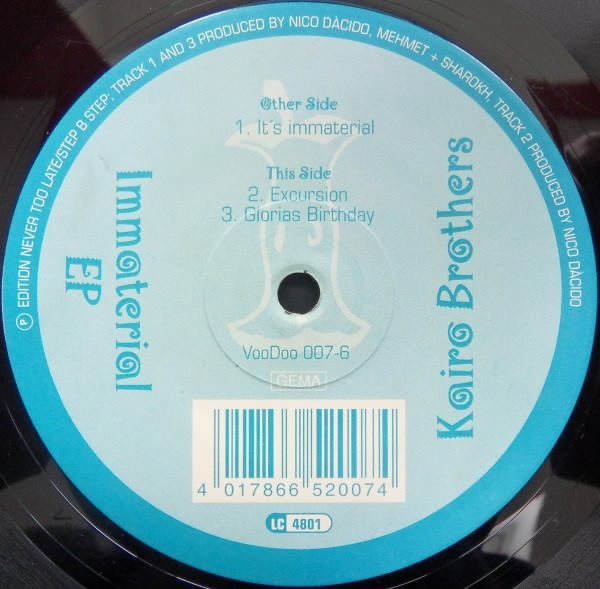 Ⓟ EDITION NEVER TOO LATE/STEP B STEP: TRACK 1 AND 3 PRODUCED BY NICO DÀCIDO, MEHMET + SHAROKH, TRACK 2 PRODUCED BY NICO DÀCIDO
Other Side
1. It´s immaterial
This Side
2. Excursion
3. Glorias Birthday
Immaterial
EP
Kairo Brothers
VooDoo 007-6
GEMA
4 017866 520074
LC 4801